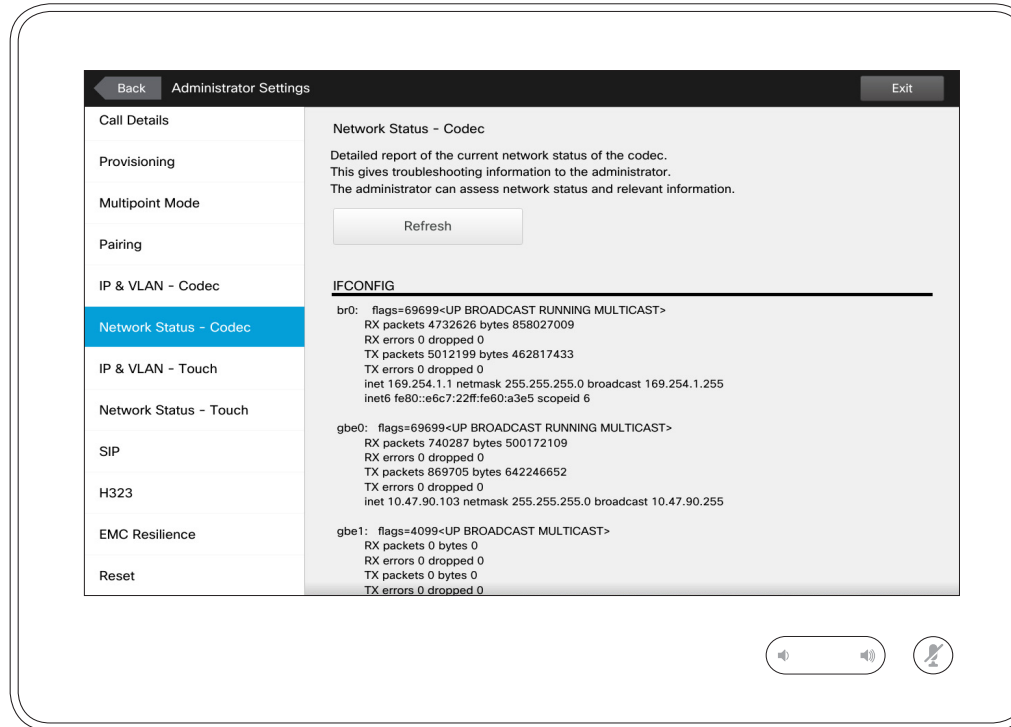 Back Administrator Settings Exit
Call Details
Provisioning
Multipoint Mode
Pairing
IP & VLAN - Codec
Network Status - Codec
IP & VLAN - Touch
Network Status - Touch
SIP
H323
EMC Resilience
Reset
Network Status - Codec
Detailed report of the current network status of the codec.
This gives troubleshooting information to the administrator.
The administrator can assess network status and relevant information.
Refresh
IFCONFIG
br0: flags=69699<UP BROADCAST RUNNING MULTICAST>
RX packets 4732626 bytes 858027009
RX errors 0 dropped 0
TX packets 5012199 bytes 462817433
TX errors 0 dropped 0
inet 169.254.1.1 netmask 255.255.255.0 broadcast 169.254.1.255
inet6 fe80::e6c7:22ff:fe60:a3e5 scopeid 6
gbe0: flags=69699<UP BROADCAST RUNNING MULTICAST>
RX packets 740287 bytes 500172109
RX errors 0 dropped 0
TX packets 869705 bytes 642246652
TX errors 0 dropped 0
inet 10.47.90.103 netmask 255.255.255.0 broadcast 10.47.90.255
gbe1: flags=4099<UP BROADCAST MULTICAST>
RX packets 0 bytes 0
RX errors 0 dropped 0
TX packets 0 bytes 0
TX errors 0 dropped 0